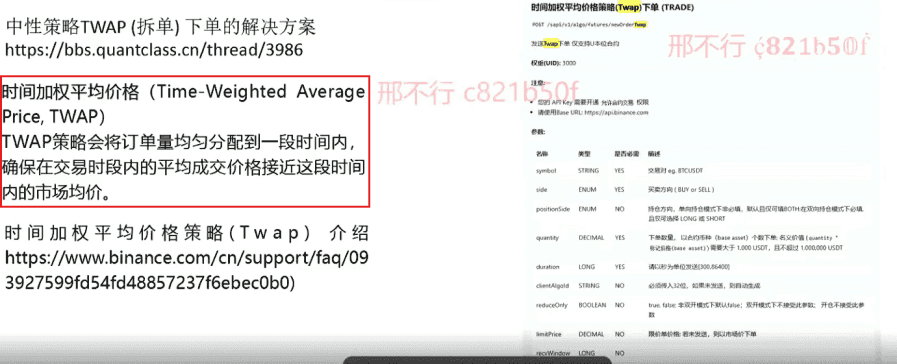 中性策略TWAP (拆单) 下单的解决方案
https://bbs.quantclass.cn/thread/3986
时间加权平均价格（Time-Weighted Average
Price, TWAP）
TWAP策略会将订单量均匀分配到一段时间内，
确保在交易时段内的平均成交价格接近这段时间
内的市场均价。
时间加权平均价格策略(Twap) 介绍
https://www.binance.com/cn/support/faq/09
3927599fd54fd48857237f6ebec0b0)
邢不行 c821b50f
时间加权平均价格策略(Twap)下单 (TRADE)
POST /sapi/v1/algo/futures/newOrderTwap
邢不行 c821b50f
发送Twap下单 仅支持U本位合约
权重(UID): 3000
注意:
您的 API Key 需要开通 允许合约交易 权限
请使用Base URL: https://api.binance.com
参数:
名称 类型 是否必需 描述
symbol STRING YES 交易对 eg. BTCUSDT
side ENUM YES 买卖方向 ( BUY or SELL )
positionSide ENUM NO 持仓方向，单向持仓模式下非必填，默认且仅可填BOTH;在双向持仓模式下必填,
且仅可选择 LONG 或 SHORT
quantity DECIMAL YES 下单数量，以合约币种（base asset）个数下单; 名义价值 (quantity *
标记价格(base asset)) 需要大于 1,000 USDT，且不超过 1,000,000 USDT
duration LONG YES 请以秒为单位发送[300,86400]
clientAlgoId STRING NO 必须传入32位，如果未发送，则自动生成
reduceOnly BOOLEAN NO true, false; 非双开模式下默认false；双开模式下不接受此参数； 开仓不接受此参
数
limitPrice DECIMAL NO 限价单价格; 若未发送，则以市场价下单
recvWindow LONG NO